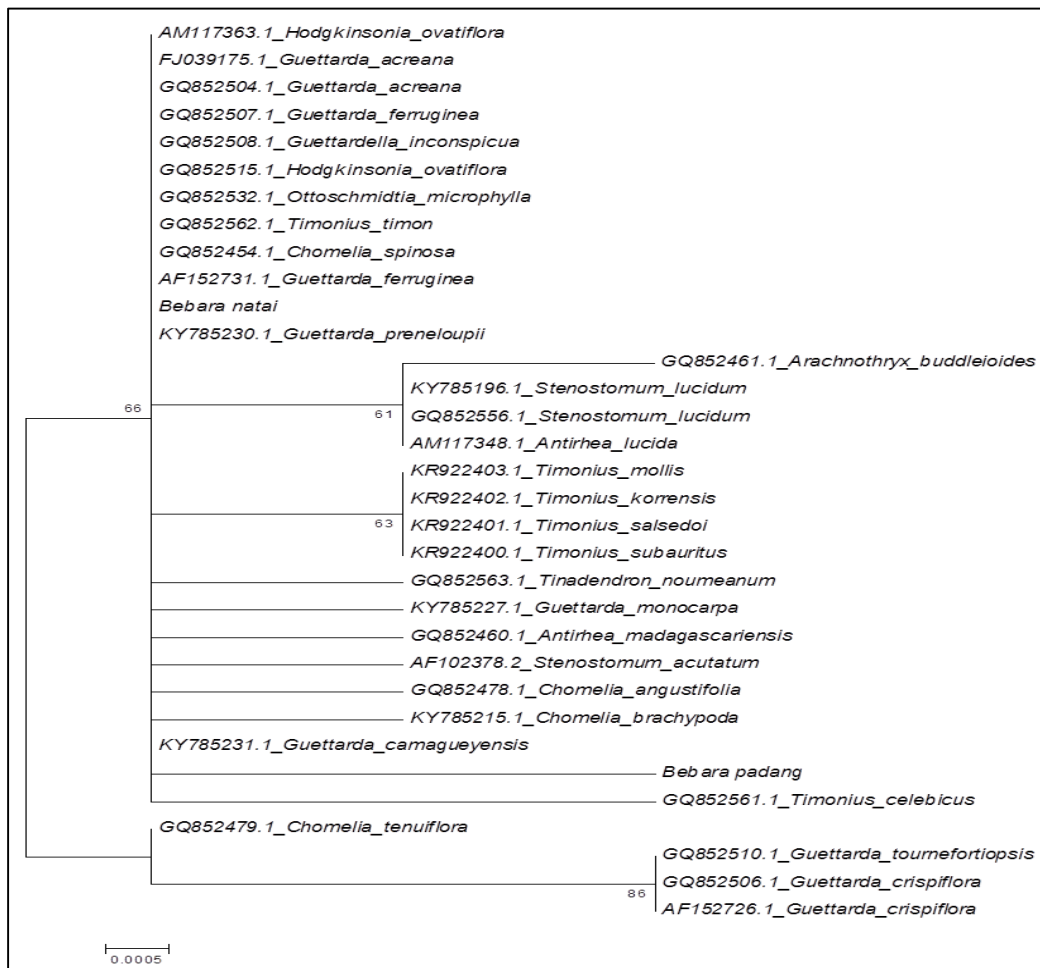 AM117363.1_Hodgkinsonia_ovatiflora
FJ039175.1_Guettarda_acreana
GQ852504.1_Guettarda_acreana
GQ852507.1_Guettarda_ferruginea
GQ852508.1_Guettardella_inconspicua
GQ852515.1_Hodgkinsonia_ovatiflora
GQ852532.1_Ottoschmidtia_microphylla
GQ852562.1_Timonius_timon
GQ852454.1_Chomelia_spinosa
AF152731.1_Guettarda_ferruginea
Bebara natai
KY785230.1_Guettarda_preneloupii
GQ852461.1_Arachnothryx_buddleioides
KY785196.1_Stenostomum_lucidum
66
61
GQ852556.1_Stenostomum_lucidum
AM117348.1_Antirhea_lucida
KR922403.1_Timonius_mollis
KR922402.1_Timonius_korrensis
63
KR922401.1_Timonius_salsedoi
KR922400.1_Timonius_subauritus
GQ852563.1_Tinadendron_noumeanum
KY785227.1_Guettarda_monocarpa
GQ852460.1_Antirhea_madagascariensis
AF102378.2_Stenostomum_acutatum
GQ852478.1_Chomelia_angustifolia
KY785215.1_Chomelia_brachypoda
KY785231.1_Guettarda_camagueyensis
Bebara padang
GQ852561.1_Timonius_celebicus
GQ852479.1_Chomelia_tenuiflora
GQ852510.1_Guettarda_tournefortiopsis
86
GQ852506.1_Guettarda_crispiflora
AF152726.1_Guettarda_crispiflora
0.0005